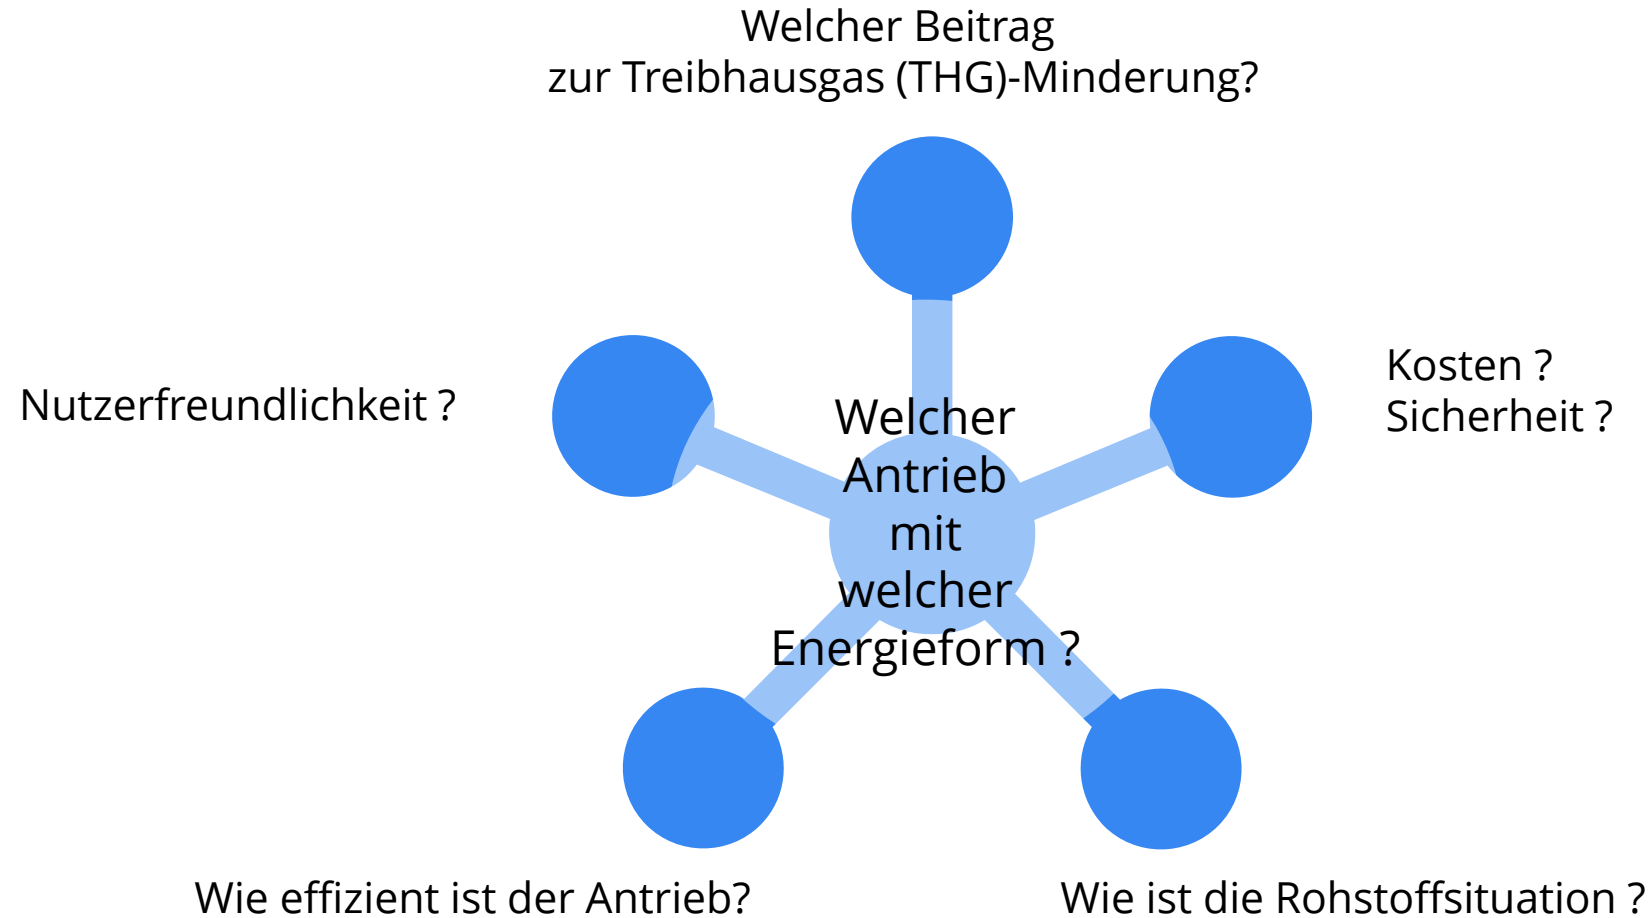 Welcher Beitrag
zur Treibhausgas (THG)-Minderung?
Nutzerfreundlichkeit ?
Kosten ?
Sicherheit ?
Welcher
Antrieb
mit
welcher
Energieform ?
Wie effizient ist der Antrieb?
Wie ist die Rohstoffsituation ?